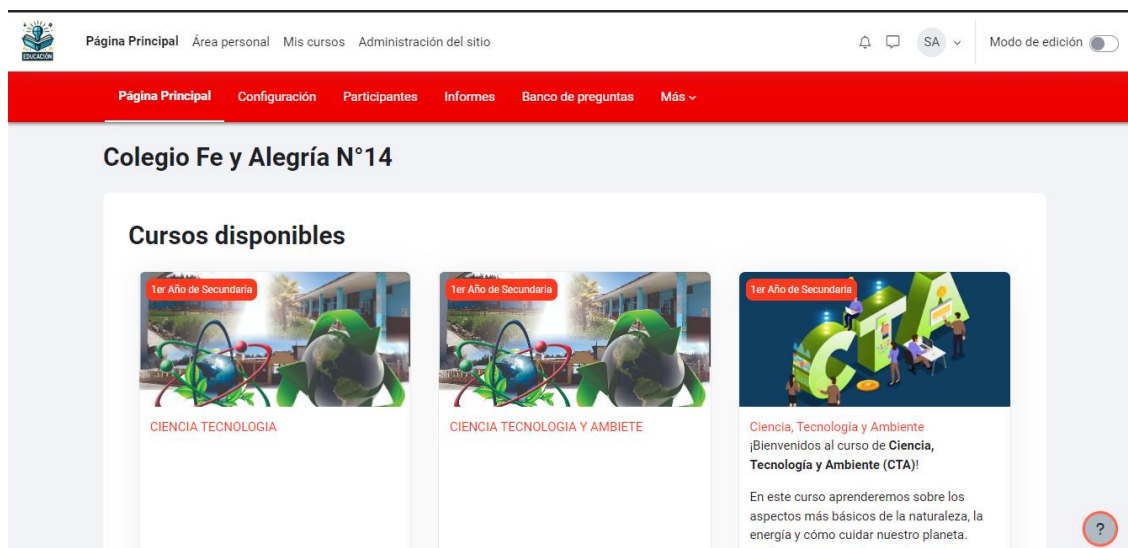 EDUCACIÓN
Página Principal Área personal Mis cursos Administración del sitio
SA
Modo de edición
Página Principal Configuración Participantes Informes Banco de preguntas Más
Colegio Fe y Alegría N°14
Cursos disponibles
1er Año de Secundaria
CIENCIA TECNOLOGIA
1er Año de Secundaria
CIENCIA TECNOLOGIA Y AMBIETE
1er Año de Secundaria
CTA
Ciencia, Tecnología y Ambiente
¡Bienvenidos al curso de Ciencia,
Tecnología y Ambiente (CTA)!
En este curso aprenderemos sobre los
aspectos más básicos de la naturaleza, la
energía y cómo cuidar nuestro planeta.
?